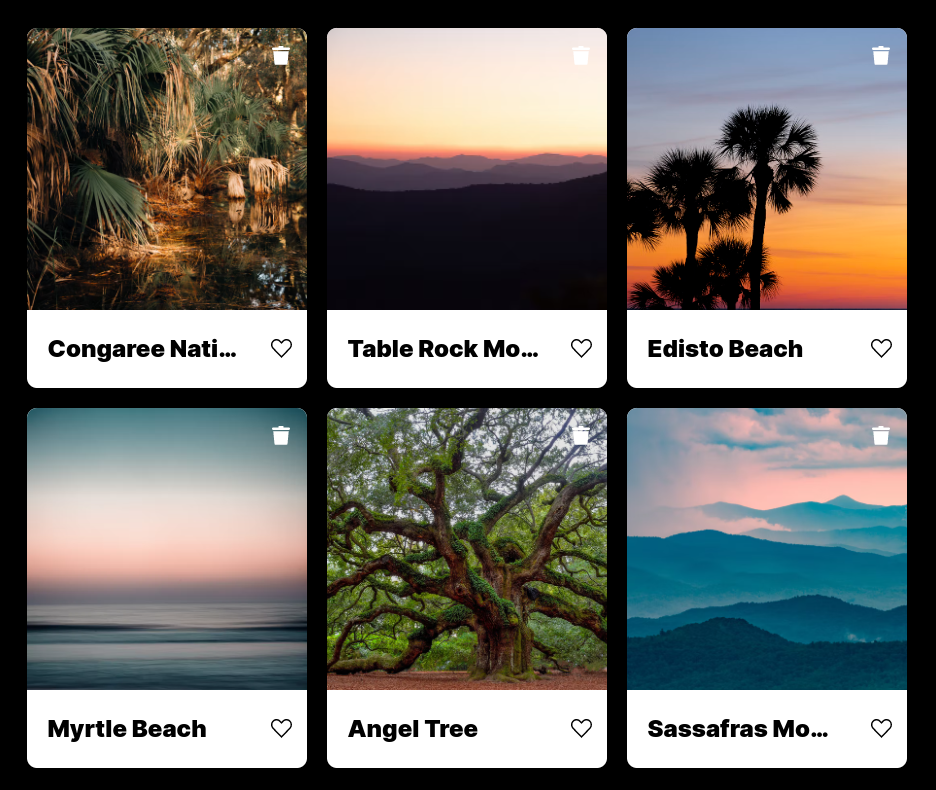 Congaree Nati...
Table Rock Mo...
Edisto Beach
Myrtle Beach
Angel Tree
Sassafras Mo...